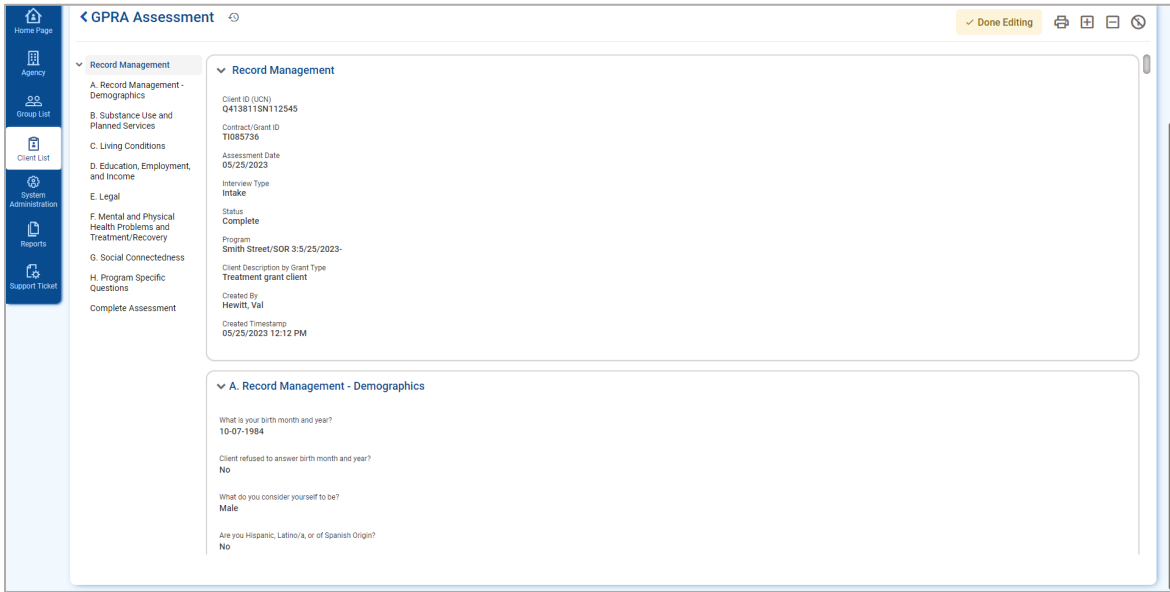 Home Page
Agency
Group List
Client List
System
Administration
Reports
Support Ticket
GPRA Assessment
Done Editing
Record Management
A. Record Management -
Demographics
B. Substance Use and
Planned Services
C. Living Conditions
D. Education, Employment,
and Income
E. Legal
F. Mental and Physical
Health Problems and
Treatment/Recovery
G. Social Connectedness
H. Program Specific
Questions
Complete Assessment
Record Management
Client ID (UCN)
Q413811SN112545
Contract/Grant ID
TI085736
Assessment Date
05/25/2023
Interview Type
Intake
Status
Complete
Program
Smith Street/SOR 3:5/25/2023-
Client Description by Grant Type
Treatment grant client
Created By
Hewitt, Val
Created Timestamp
05/25/2023 12:12 PM
A. Record Management - Demographics
What is your birth month and year?
10-07-1984
Client refused to answer birth month and year?
No
What do you consider yourself to be?
Male
Are you Hispanic, Latino/a, or of Spanish Origin?
No